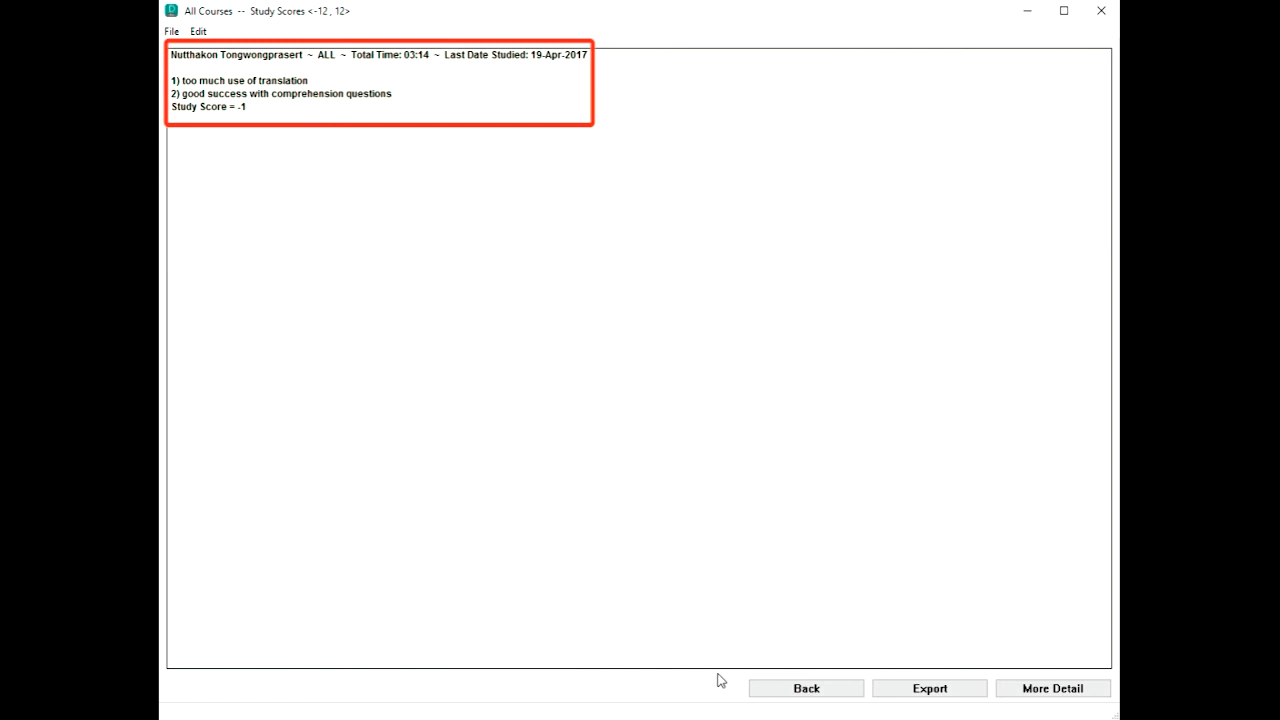 All Courses -- Study Scores <-12 , 12>
File Edit
Nutthakon Tongwongprasert ~ ALL ~ Total Time: 03:14 ~ Last Date Studied: 19-Apr-2017
1) too much use of translation
2) good success with comprehension questions
Study Score = -1
Back Export More Detail